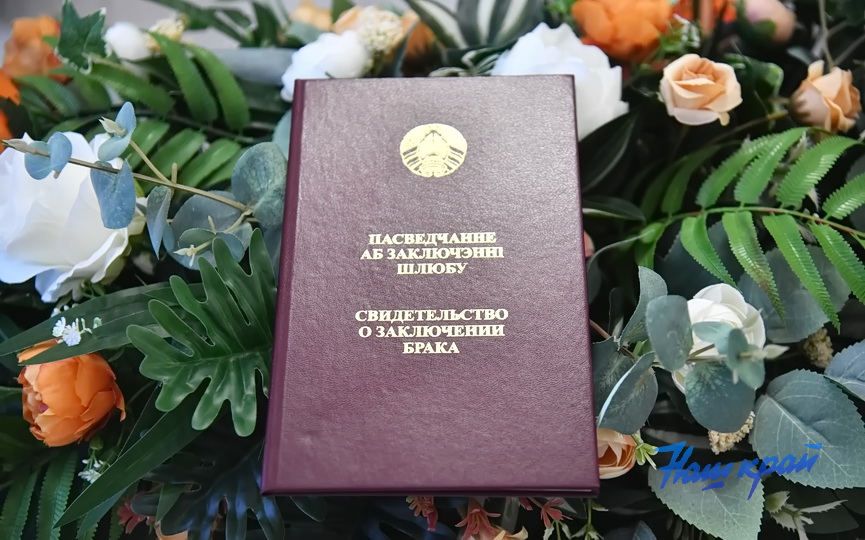 ПАСВЕДЧАННЕ
АБ ЗАКЛЮЧЭННІ
ШЛЮБУ
СВИДЕТЕЛЬСТВО
О ЗАКЛЮЧЕНИИ
БРАКА
Наш край